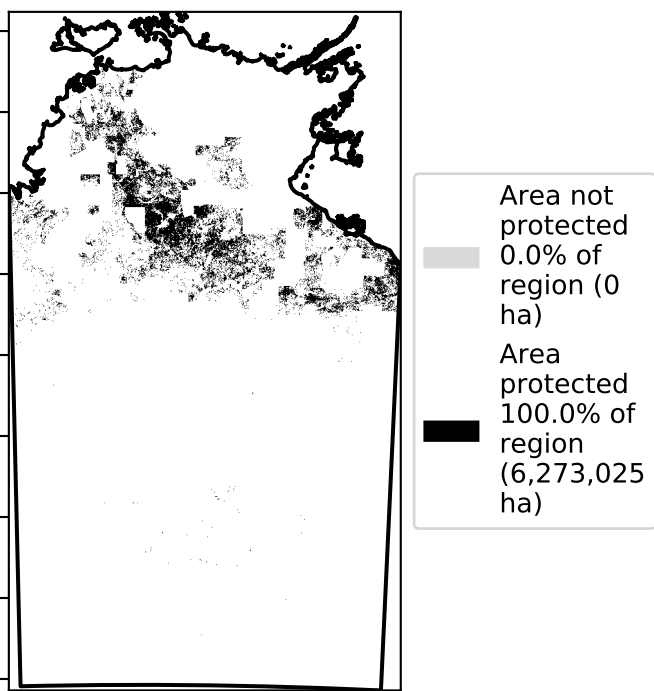 Area not
protected
0.0% of
region (0
ha)
Area
protected
100.0% of
region
(6,273,025
ha)